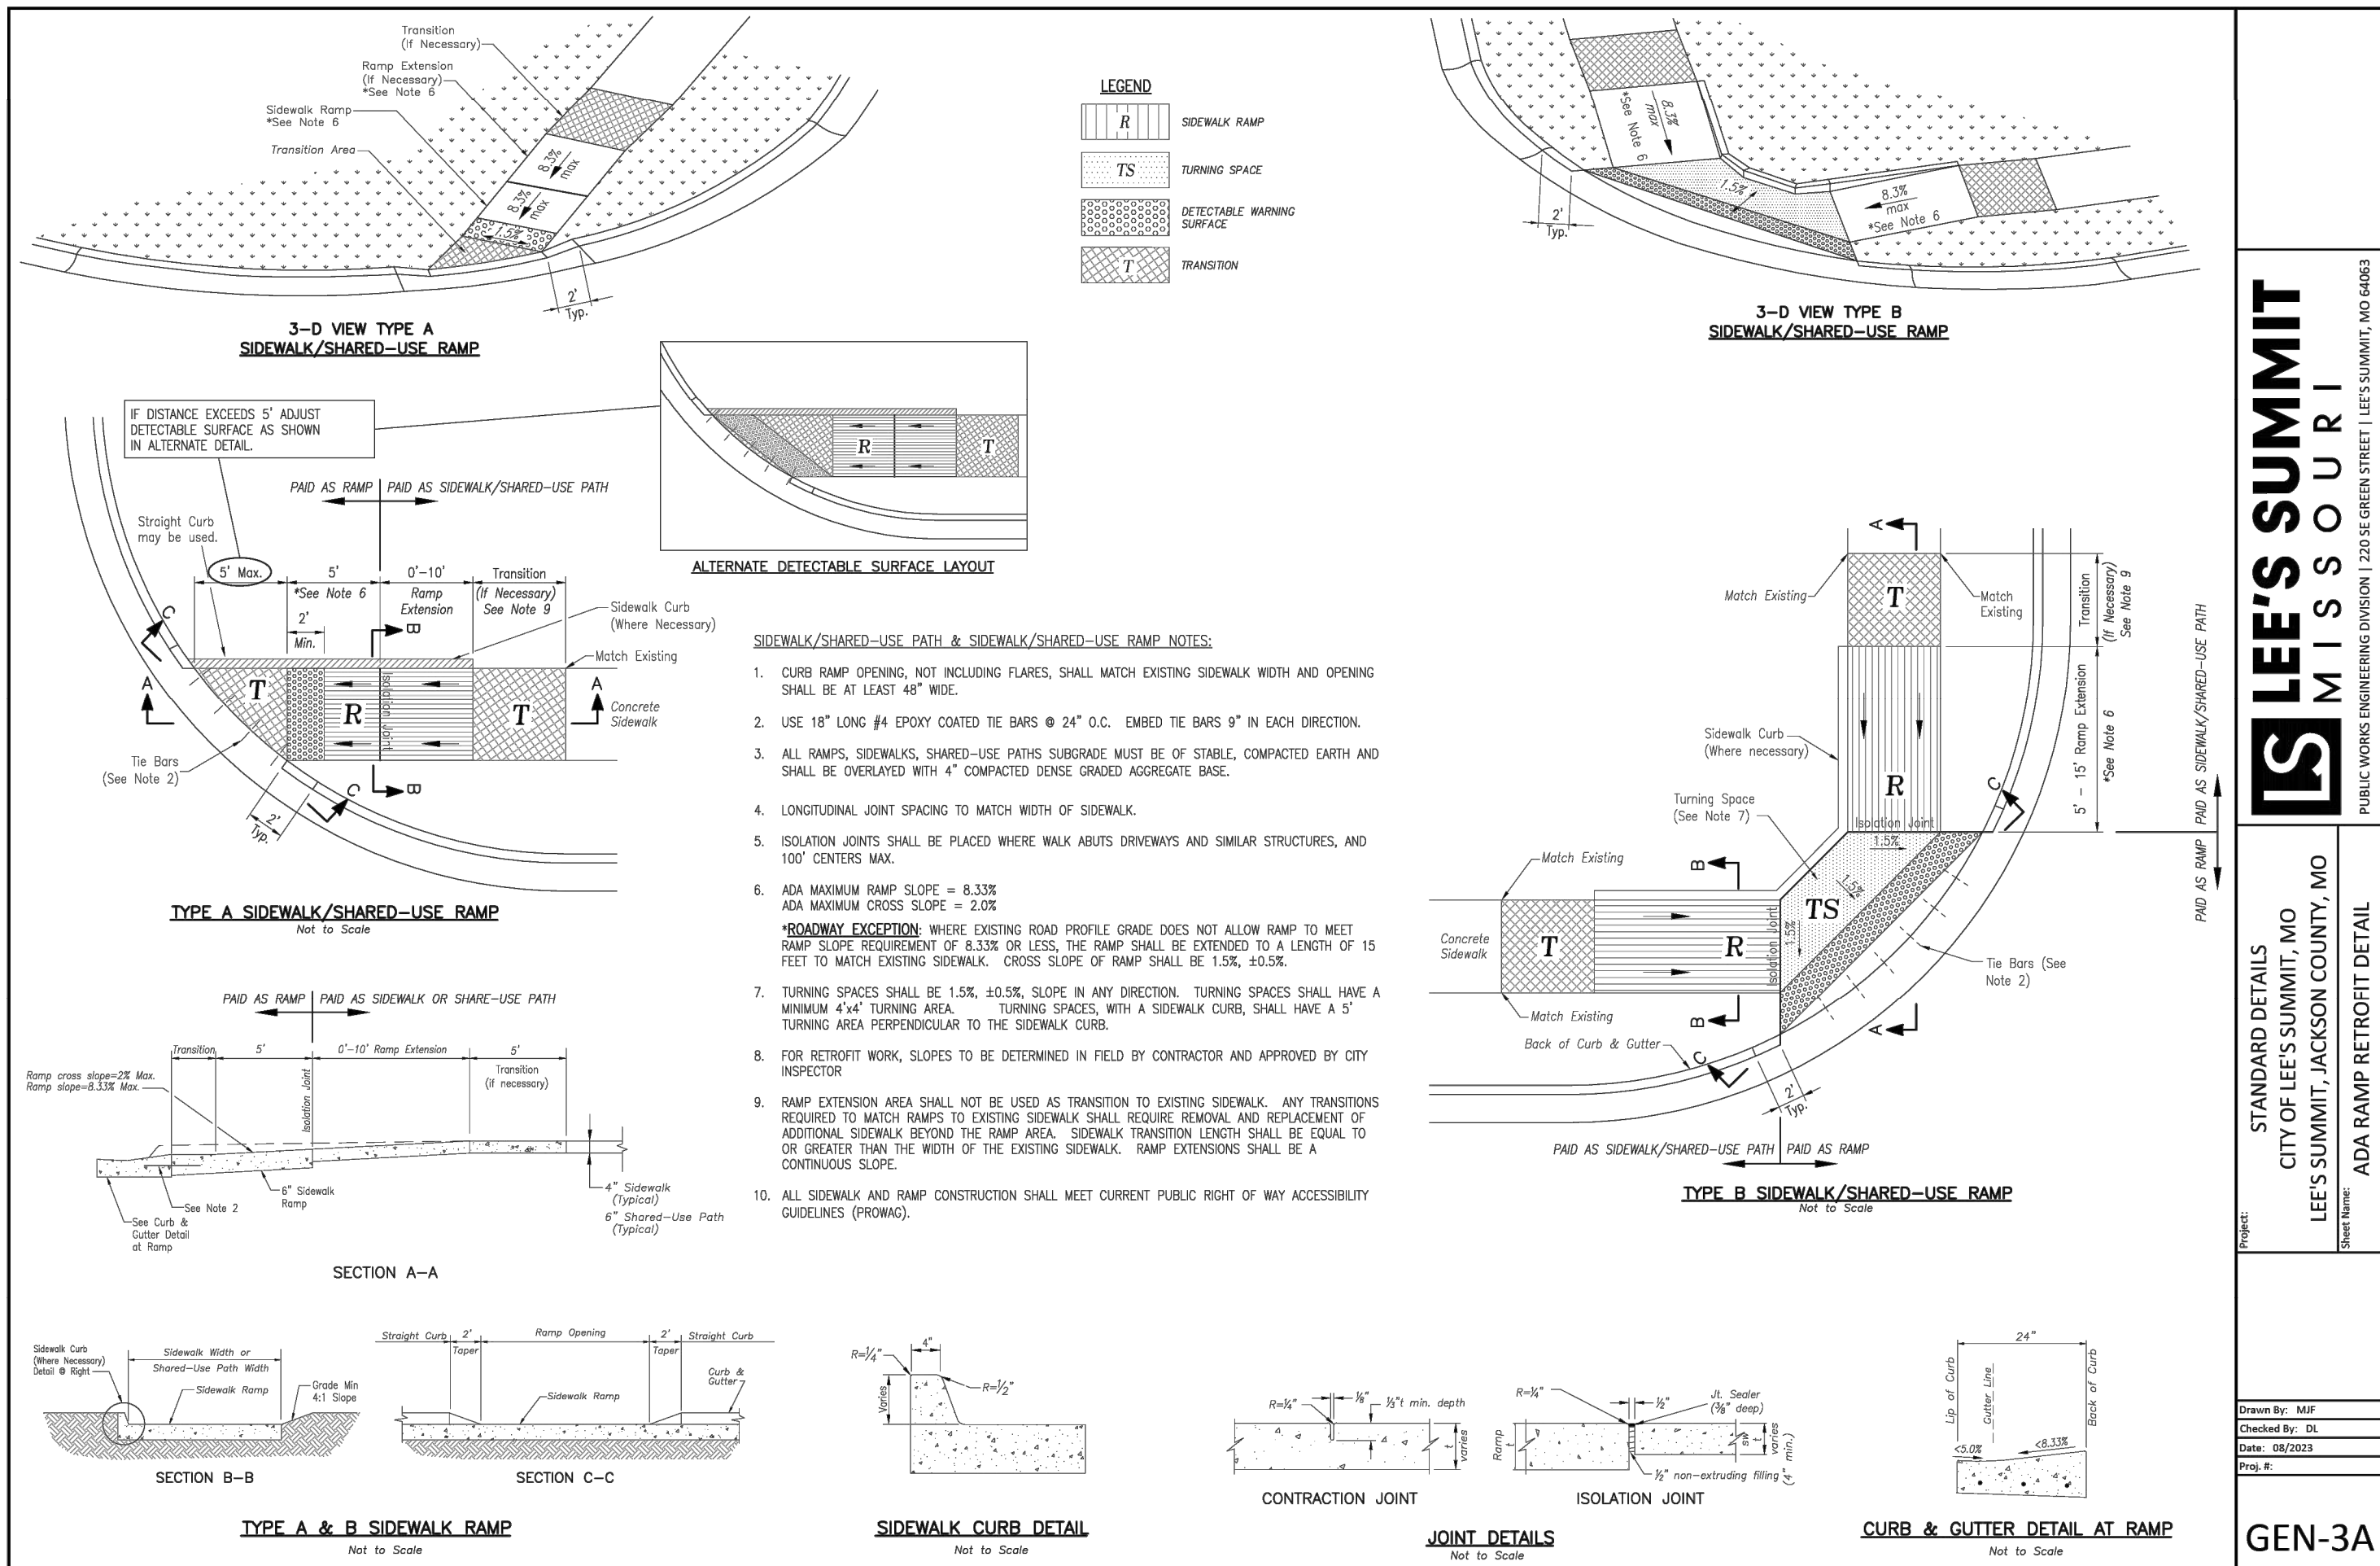 Transition
(If Necessary)
Ramp Extension
(If Necessary)
*See Note 6
Sidewalk Ramp
*See Note 6
Transition Area
8.3%
max
8.3%
max
1.5%
2'
Typ.
3-D VIEW TYPE A
SIDEWALK/SHARED-USE RAMP
LEGEND
R SIDEWALK RAMP
TS TURNING SPACE
DETECTABLE WARNING
SURFACE
T TRANSITION
8.3%
max
*See Note 6
1.5%
8.3%
max
*See Note 6
2'
Typ.
3-D VIEW TYPE B
SIDEWALK/SHARED-USE RAMP
IF DISTANCE EXCEEDS 5' ADJUST
DETECTABLE SURFACE AS SHOWN
IN ALTERNATE DETAIL.
R
T
ALTERNATE DETECTABLE SURFACE LAYOUT
PAID AS RAMP PAID AS SIDEWALK/SHARED-USE PATH
Straight Curb
may be used.
5' Max.
5'
*See Note 6
0'-10'
Ramp
Extension
Transition
(If Necessary)
See Note 9
2'
Min.
B
Sidewalk Curb
(Where Necessary)
Match Existing
C
A
T
R
Isolation Joint
T
A
Concrete
Sidewalk
Tie Bars
(See Note 2)
C
B
2'
Typ.
TYPE A SIDEWALK/SHARED-USE RAMP
Not to Scale
PAID AS RAMP PAID AS SIDEWALK OR SHARE-USE PATH
Transition
5'
0'-10' Ramp Extension
5'
Transition
(if necessary)
Ramp cross slope=2% Max.
Ramp slope=8.33% Max.
Isolation Joint
See Note 2
6" Sidewalk
Ramp
See Curb &
Gutter Detail
at Ramp
4" Sidewalk
(Typical)
6" Shared-Use Path
(Typical)
SECTION A-A
SIDEWALK/SHARED-USE PATH & SIDEWALK/SHARED-USE RAMP NOTES:
1. CURB RAMP OPENING, NOT INCLUDING FLARES, SHALL MATCH EXISTING SIDEWALK WIDTH AND OPENING
SHALL BE AT LEAST 48" WIDE.
2. USE 18" LONG #4 EPOXY COATED TIE BARS @ 24" O.C. EMBED TIE BARS 9" IN EACH DIRECTION.
3. ALL RAMPS, SIDEWALKS, SHARED-USE PATHS SUBGRADE MUST BE OF STABLE, COMPACTED EARTH AND
SHALL BE OVERLAYED WITH 4" COMPACTED DENSE GRADED AGGREGATE BASE.
4. LONGITUDINAL JOINT SPACING TO MATCH WIDTH OF SIDEWALK.
5. ISOLATION JOINTS SHALL BE PLACED WHERE WALK ABUTS DRIVEWAYS AND SIMILAR STRUCTURES, AND
100' CENTERS MAX.
6. ADA MAXIMUM RAMP SLOPE = 8.33%
ADA MAXIMUM CROSS SLOPE = 2.0%
*ROADWAY EXCEPTION: WHERE EXISTING ROAD PROFILE GRADE DOES NOT ALLOW RAMP TO MEET
RAMP SLOPE REQUIREMENT OF 8.33% OR LESS, THE RAMP SHALL BE EXTENDED TO A LENGTH OF 15
FEET TO MATCH EXISTING SIDEWALK. CROSS SLOPE OF RAMP SHALL BE 1.5%, ±0.5%.
7. TURNING SPACES SHALL BE 1.5%, ±0.5%, SLOPE IN ANY DIRECTION. TURNING SPACES SHALL HAVE A
MINIMUM 4'x4' TURNING AREA. TURNING SPACES, WITH A SIDEWALK CURB, SHALL HAVE A 5'
TURNING AREA PERPENDICULAR TO THE SIDEWALK CURB.
8. FOR RETROFIT WORK, SLOPES TO BE DETERMINED IN FIELD BY CONTRACTOR AND APPROVED BY CITY
INSPECTOR
9. RAMP EXTENSION AREA SHALL NOT BE USED AS TRANSITION TO EXISTING SIDEWALK. ANY TRANSITIONS
REQUIRED TO MATCH RAMPS TO EXISTING SIDEWALK SHALL REQUIRE REMOVAL AND REPLACEMENT OF
ADDITIONAL SIDEWALK BEYOND THE RAMP AREA. SIDEWALK TRANSITION LENGTH SHALL BE EQUAL TO
OR GREATER THAN THE WIDTH OF THE EXISTING SIDEWALK. RAMP EXTENSIONS SHALL BE A
CONTINUOUS SLOPE.
10. ALL SIDEWALK AND RAMP CONSTRUCTION SHALL MEET CURRENT PUBLIC RIGHT OF WAY ACCESSIBILITY
GUIDELINES (PROWAG).
A
Match Existing
T
Match
Existing
Transition
(If Necessary)
See Note 9
5' - 15' Ramp Extension
*See Note 6
PAID AS RAMP PAID AS SIDEWALK/SHARED-USE PATH
Sidewalk Curb
(Where necessary)
R
C
Turning Space
(See Note 7)
Isolation Joint
1.5%
B
Match Existing
1.5%
TS
Concrete
Sidewalk
T
R
Isolation Joint
1.5%
Tie Bars (See
Note 2)
Match Existing
B
A
Back of Curb & Gutter
C
2'
Typ.
PAID AS SIDEWALK/SHARED-USE PATH PAID AS RAMP
TYPE B SIDEWALK/SHARED-USE RAMP
Not to Scale
Sidewalk Curb
(Where Necessary)
Detail @ Right
Sidewalk Width or
Shared-Use Path Width
Sidewalk Ramp
Grade Min
4:1 Slope
SECTION B-B
Straight Curb
2'
Taper
Ramp Opening
2'
Taper
Straight Curb
Curb &
Gutter
Sidewalk Ramp
SECTION C-C
TYPE A & B SIDEWALK RAMP
Not to Scale
4"
R=1/4"
R=1/2"
Varies
SIDEWALK CURB DETAIL
Not to Scale
R=1/4"
1/8"
1/3"t min. depth
t
varies
CONTRACTION JOINT
R=1/4"
1/2"
Jt. Sealer
(3/8" deep)
Ramp
t
sw t
varies
(4" min.)
1/2" non-extruding filling
ISOLATION JOINT
JOINT DETAILS
Not to Scale
24"
Lip of Curb
Gutter Line
Back of Curb
<5.0%
<8.33%
CURB & GUTTER DETAIL AT RAMP
Not to Scale
LS
LEE'S SUMMIT
MISSOURI
PUBLIC WORKS ENGINEERING DIVISION | 220 SE GREEN STREET | LEE'S SUMMIT, MO 64063
Project:
STANDARD DETAILS
CITY OF LEE'S SUMMIT, MO
LEE'S SUMMIT, JACKSON COUNTY, MO
Sheet Name:
ADA RAMP RETROFIT DETAIL
Drawn By: MJF
Checked By: DL
Date: 08/2023
Proj. #:
GEN-3A